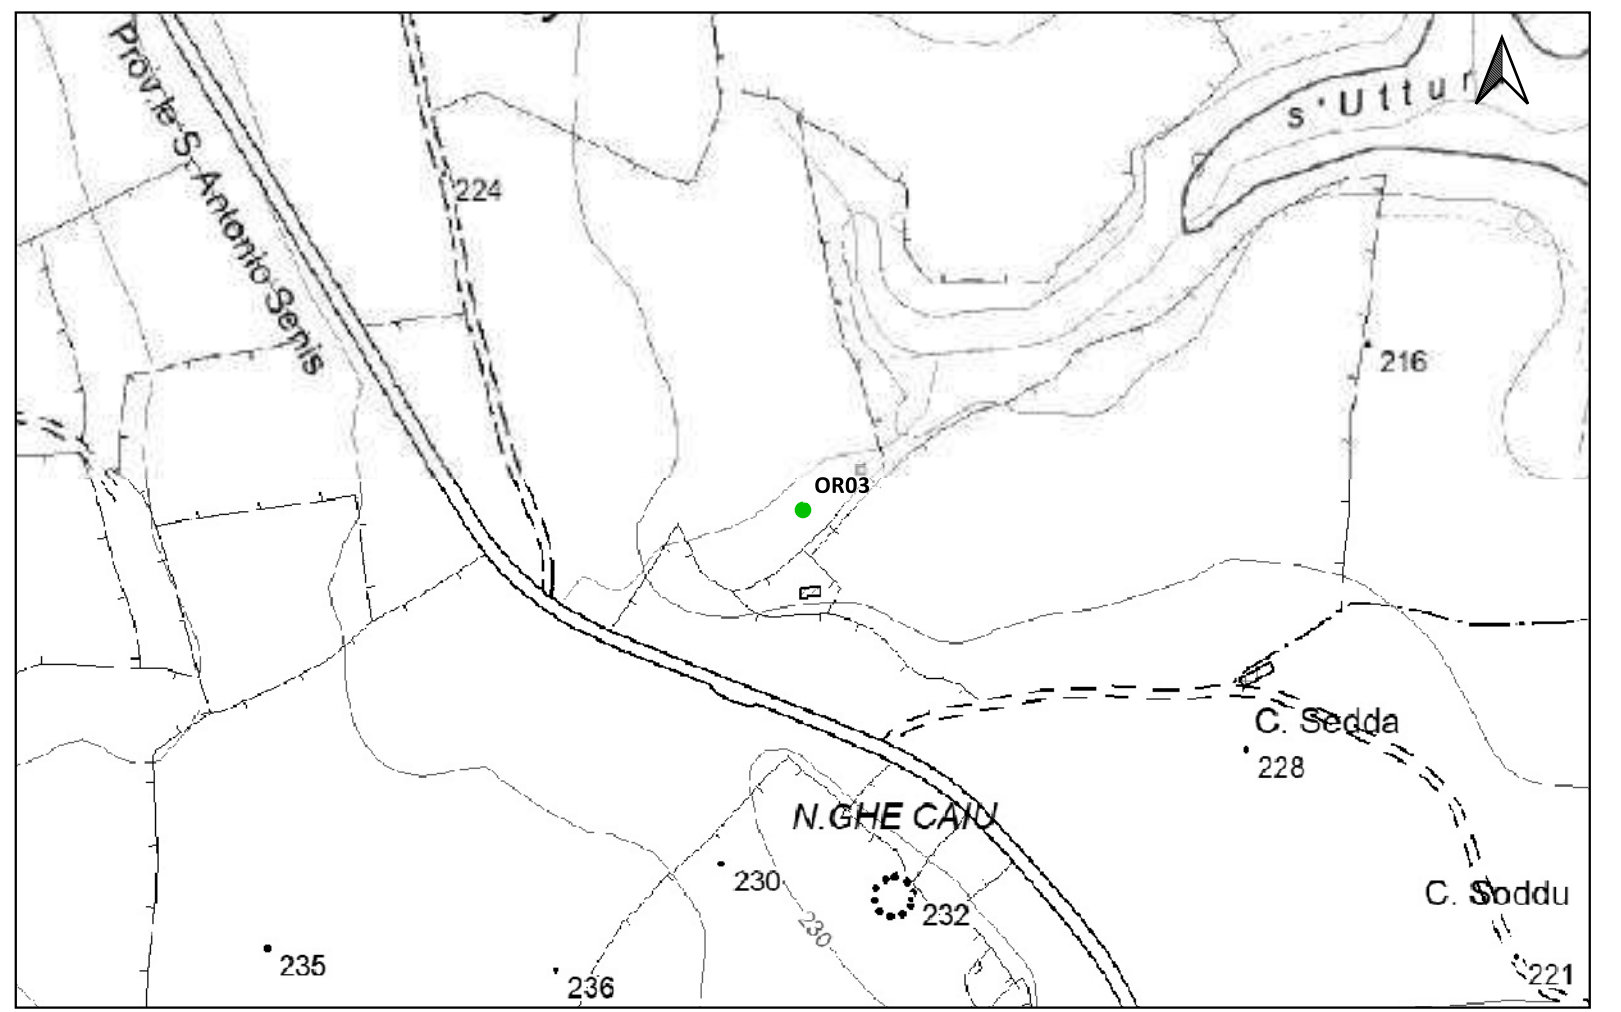 Prov.le S. Antonio Senis
s'Uttur
224
216
OR03
C. Sedda
228
N.GHE CAIU
230
C. Soddu
232
230
235
236
221